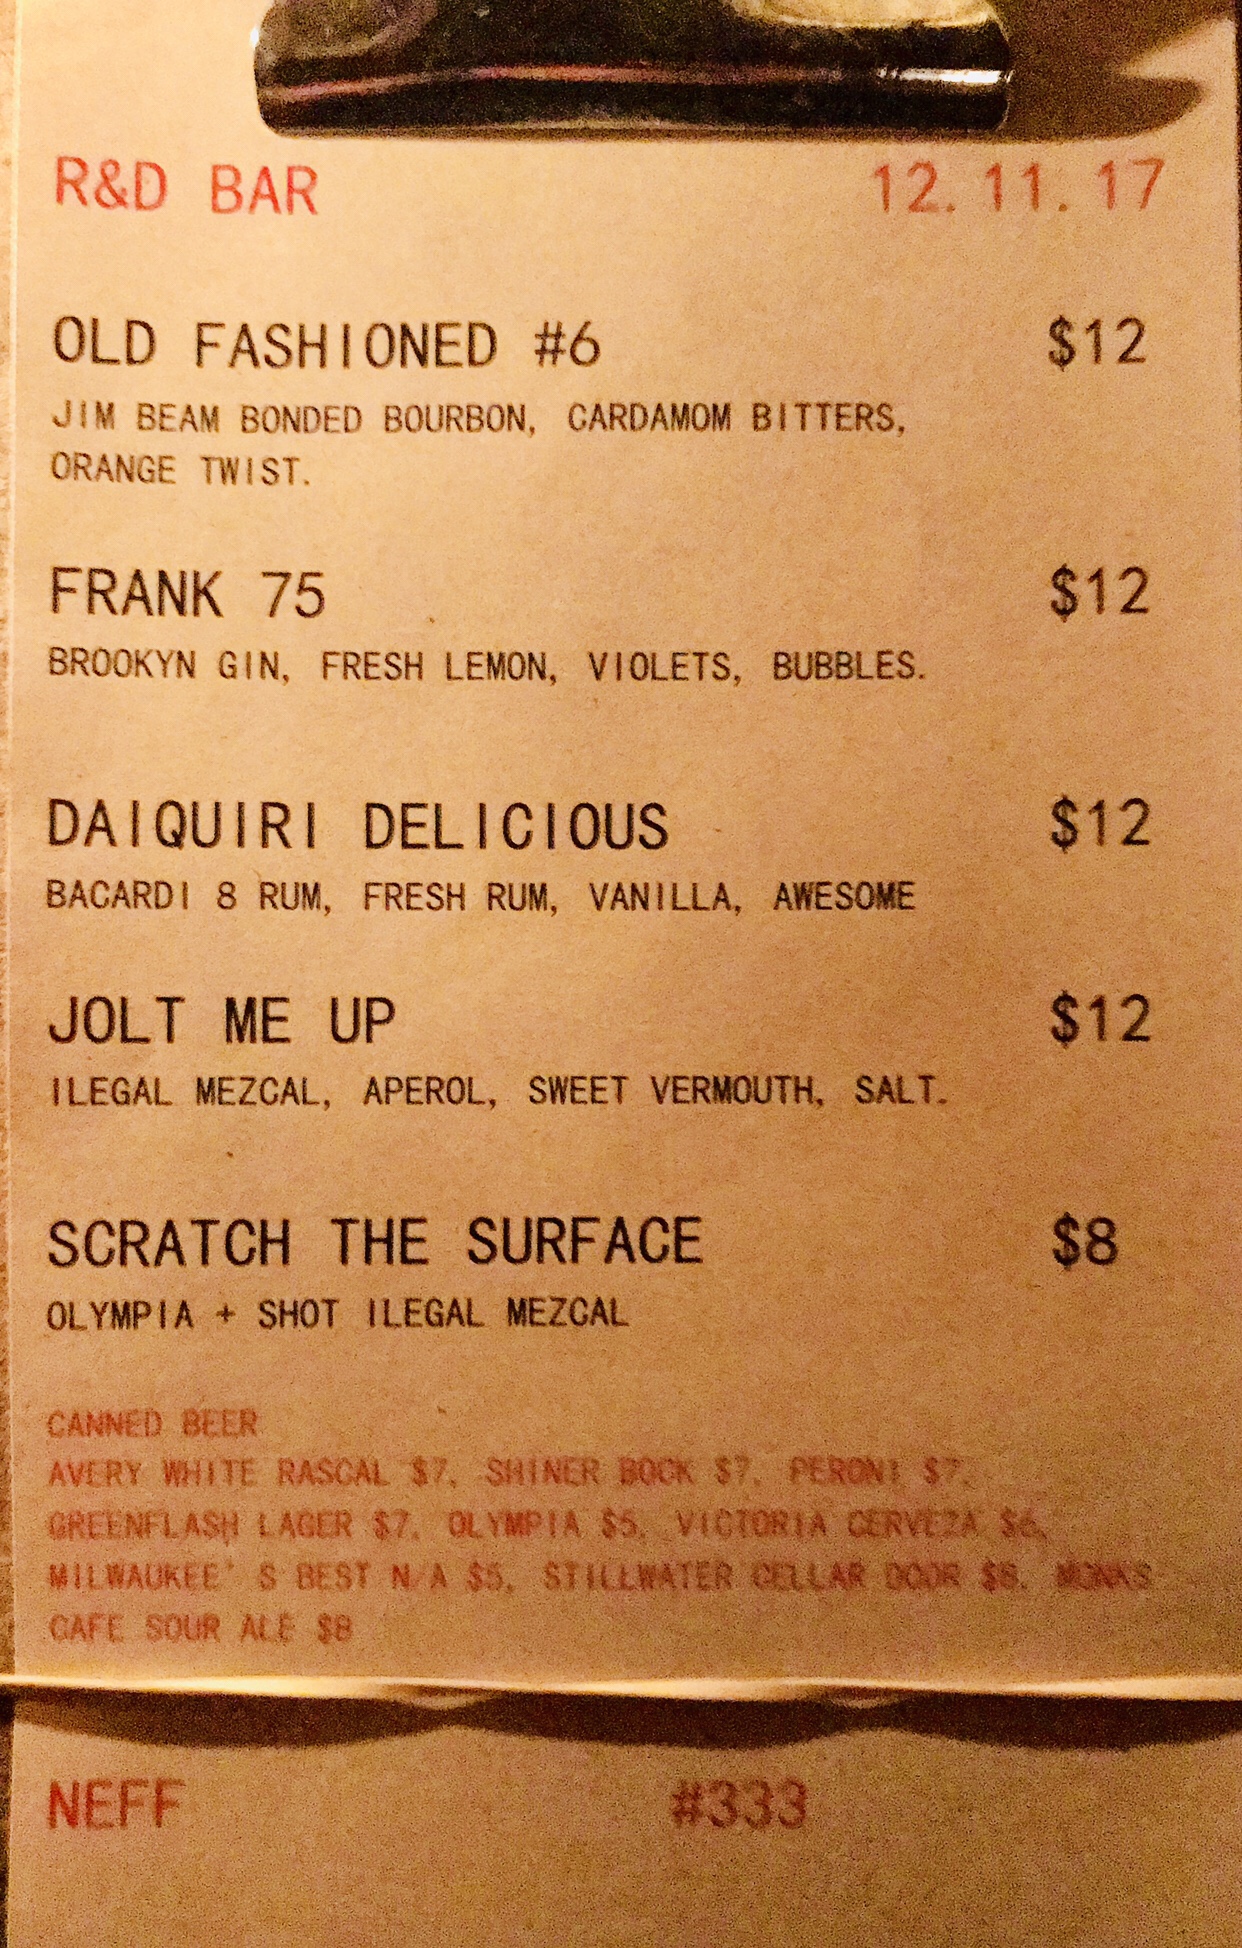 R&D BAR 12.11.17
OLD FASHIONED #6 $12
JIM BEAM BONDED BOURBON, CARDAMOM BITTERS,
ORANGE TWIST.
FRANK 75 $12
BROOKYN GIN, FRESH LEMON, VIOLETS, BUBBLES.
DAIQUIRI DELICIOUS $12
BACARDI 8 RUM, FRESH RUM, VANILLA, AWESOME
JOLT ME UP $12
ILEGAL MEZCAL, APEROL, SWEET VERMOUTH, SALT.
SCRATCH THE SURFACE $8
OLYMPIA + SHOT ILEGAL MEZCAL
CANNED BEER
AVERY WHITE RASCAL $7, SHINER BOCK $7, PERONI $7,
GREENFLASH LAGER $7, OLYMPIA $5, VICTORIA CERVEZA $6,
MILWAUKEE'S BEST N/A $5, STILLWATER CELLAR DOOR MONKS
CAFE SOUR ALE $8
NEFF #333